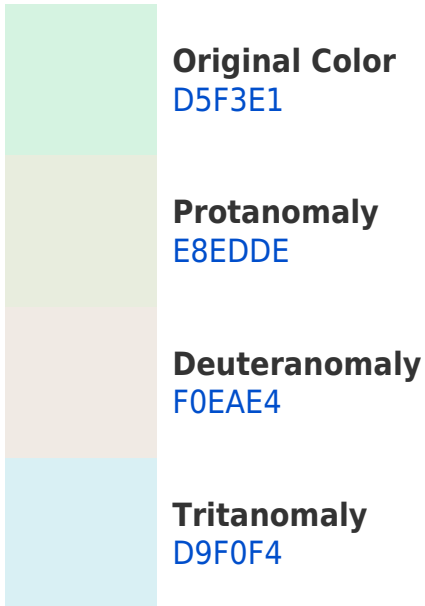 Original Color
D5F3E1
Protanomaly
E8EDDE
Deuteranomaly
F0EAE4
Tritanomaly
D9F0F4